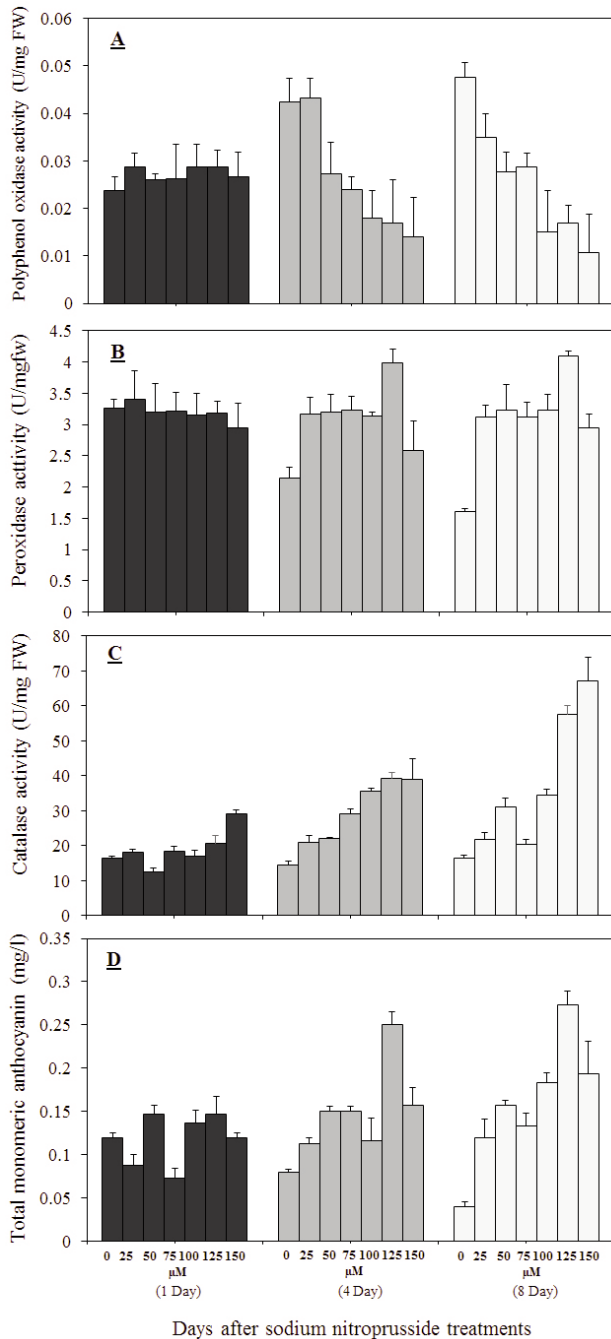 A
Polyphenol oxidase activity (U/mg FW)
0.06
0.05
0.04
0.03
0.02
0.01
0
B
Peroxidase activity (U/mgfw)
4.5
4
3.5
3
2.5
2
1.5
1
0.5
0
C
Catalase activity (U/mg FW)
80
70
60
50
40
30
20
10
0
D
Total monomeric anthocyanin (mg/l)
0.35
0.3
0.25
0.2
0.15
0.1
0.05
0
0 25 50 75 100 125 150 0 25 50 75 100 125 150 0 25 50 75 100 125 150
µM µM µM
(1 Day) (4 Day) (8 Day)
Days after sodium nitroprusside treatments